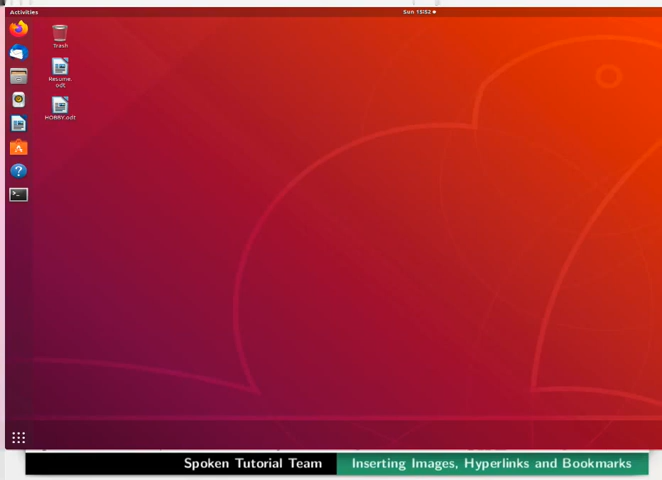 Activities
Sun 15:52
Trash
Resume.
odt
HOBBY.odt
Spoken Tutorial Team
Inserting Images, Hyperlinks and Bookmarks